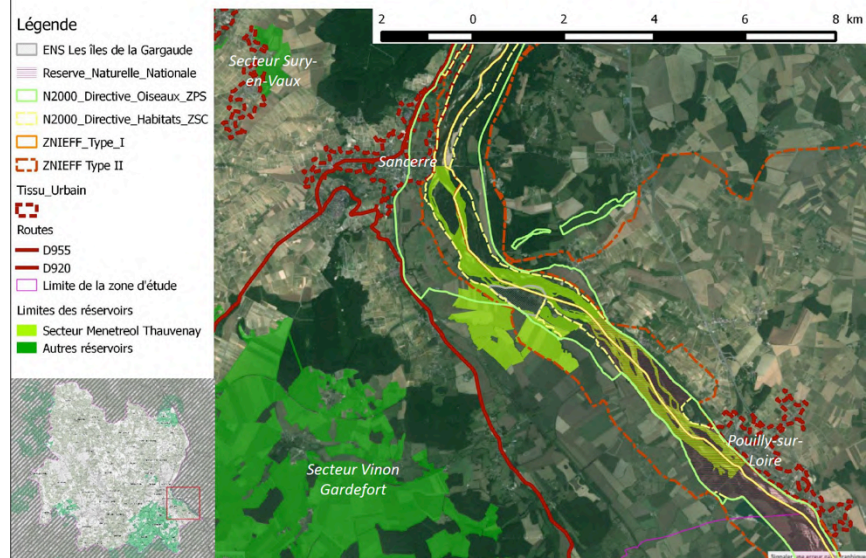 Légende
ENS Les îles de la Gargaude
Reserve_Naturelle_Nationale
N2000_Directive_Oiseaux_ZPS
N2000_Directive_Habitats_ZSC
ZNIEFF_Type_I
ZNIEFF Type II
Tissu_Urbain
Routes
D955
D920
Limite de la zone d'étude
Limites des réservoirs
Secteur Menetreol Thauvenay
Autres réservoirs
2 0 2 4 6 8 km
Secteur Sury-
en-Vaux
Sancerre
Pouilly-sur-
Loire
Secteur Vinon
Gardefort